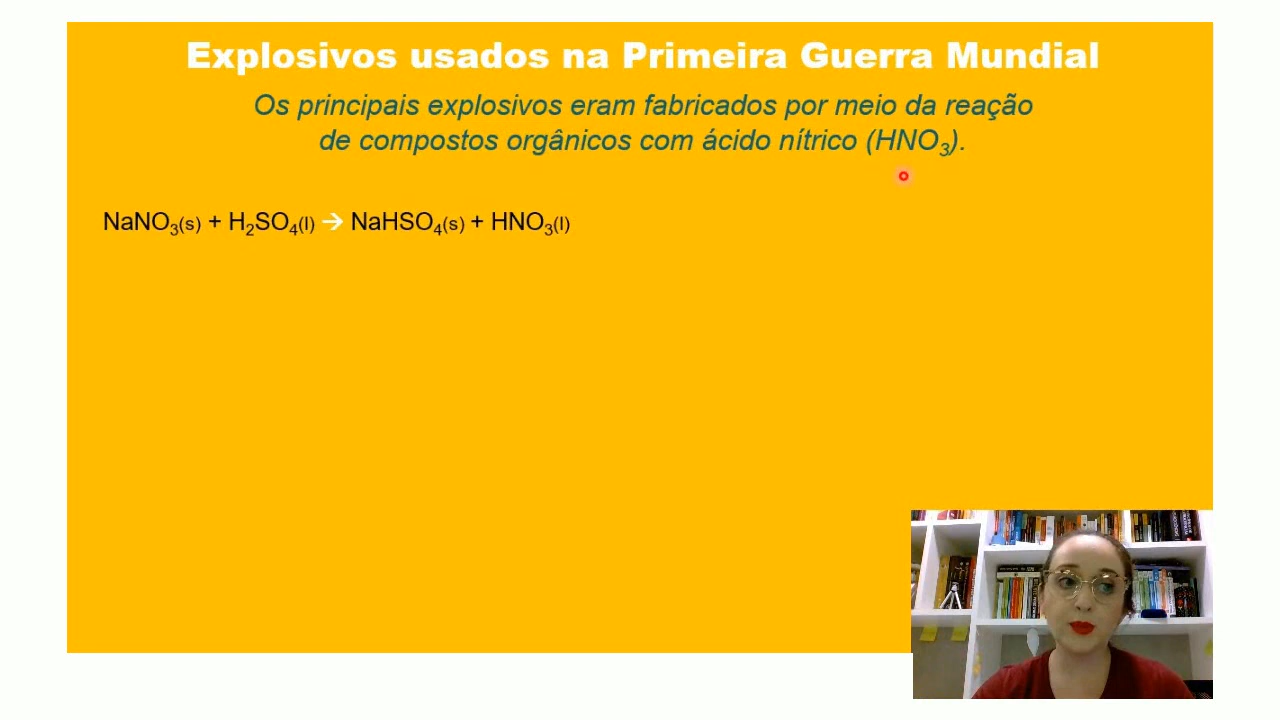 Explosivos usados na Primeira Guerra Mundial
Os principais explosivos eram fabricados por meio da reação
de compostos orgânicos com ácido nítrico (HNO₃).
NaNO₃(s) + H₂SO₄(l) → NaHSO₄(s) + HNO₃(l)